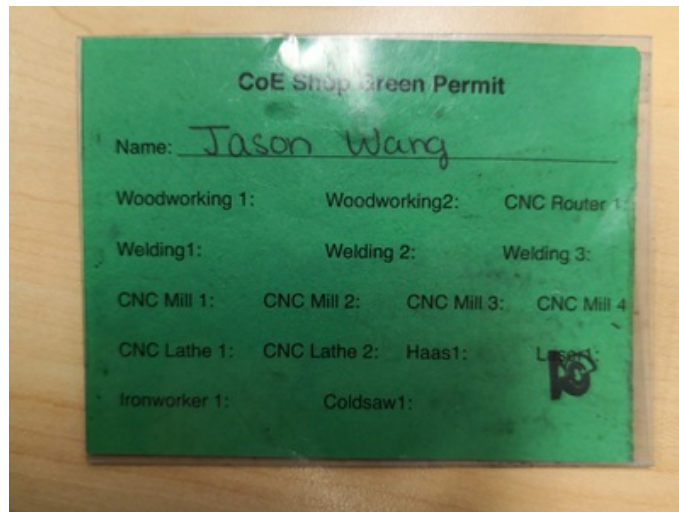 CoE Shop Green Permit
Name: Jason Wang
Woodworking 1: Woodworking2: CNC Router 1:
Welding1: Welding 2: Welding 3:
CNC Mill 1: CNC Mill 2: CNC Mill 3: CNC Mill 4
CNC Lathe 1: CNC Lathe 2: Haas1: Laser1:
Ironworker 1: Coldsaw1: